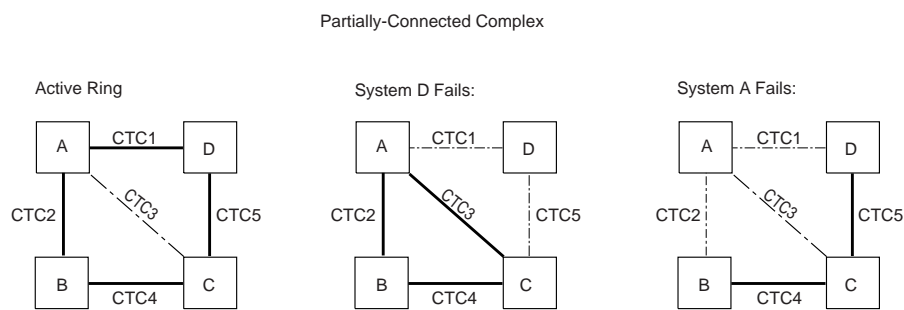 Partially-Connected Complex
Active Ring
A
CTC1
D
CTC2
CTC3
CTC5
B
CTC4
C
System D Fails:
A
CTC1
D
CTC2
CTC3
CTC5
B
CTC4
C
System A Fails:
A
CTC1
D
CTC2
CTC3
CTC5
B
CTC4
C